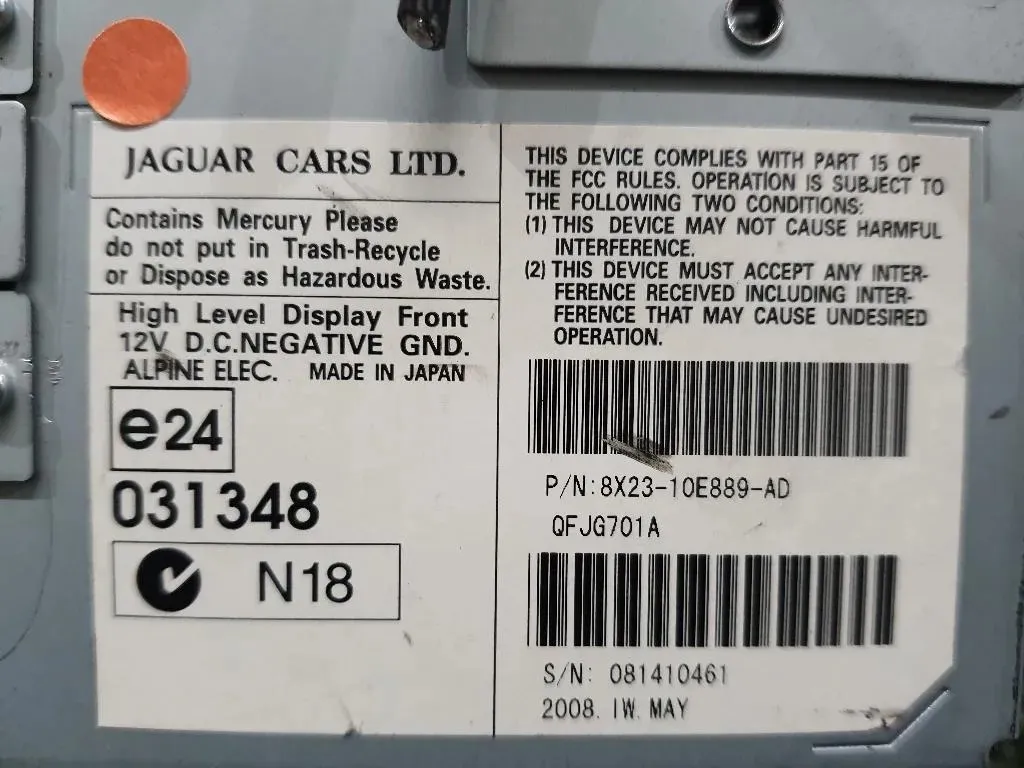 JAGUAR CARS LTD.
Contains Mercury Please
do not put in Trash-Recycle
or Dispose as Hazardous Waste.
High Level Display Front
12V D.C.NEGATIVE GND.
ALPINE ELEC. MADE IN JAPAN
e24
031348
N18
THIS DEVICE COMPLIES WITH PART 15 OF
THE FCC RULES. OPERATION IS SUBJECT TO
THE FOLLOWING TWO CONDITIONS:
(1) THIS DEVICE MAY NOT CAUSE HARMFUL
INTERFERENCE.
(2) THIS DEVICE MUST ACCEPT ANY INTER-
FERENCE RECEIVED INCLUDING INTER-
FERENCE THAT MAY CAUSE UNDESIRED
OPERATION.
P/N:8X23-10E889-AD
QFJG701A
S/N: 081410461
2008. 1W. MAY